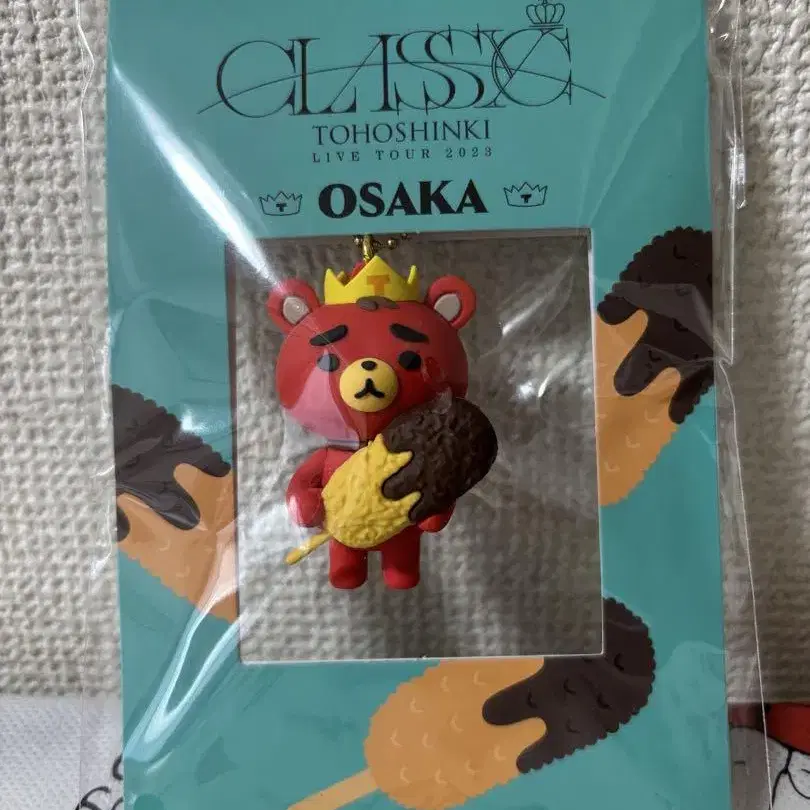 CLASSYC
TOHOSHINKI
LIVE TOUR 2023
T OSAKA T
T